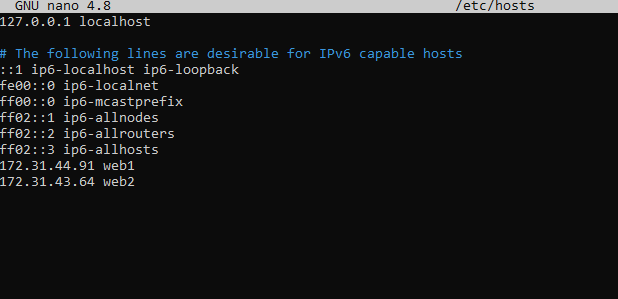 GNU nano 4.8 /etc/hosts
127.0.0.1 localhost
# The following lines are desirable for IPv6 capable hosts
::1 ip6-localhost ip6-loopback
fe00::0 ip6-localnet
ff00::0 ip6-mcastprefix
ff02::1 ip6-allnodes
ff02::2 ip6-allrouters
ff02::3 ip6-allhosts
172.31.44.91 web1
172.31.43.64 web2